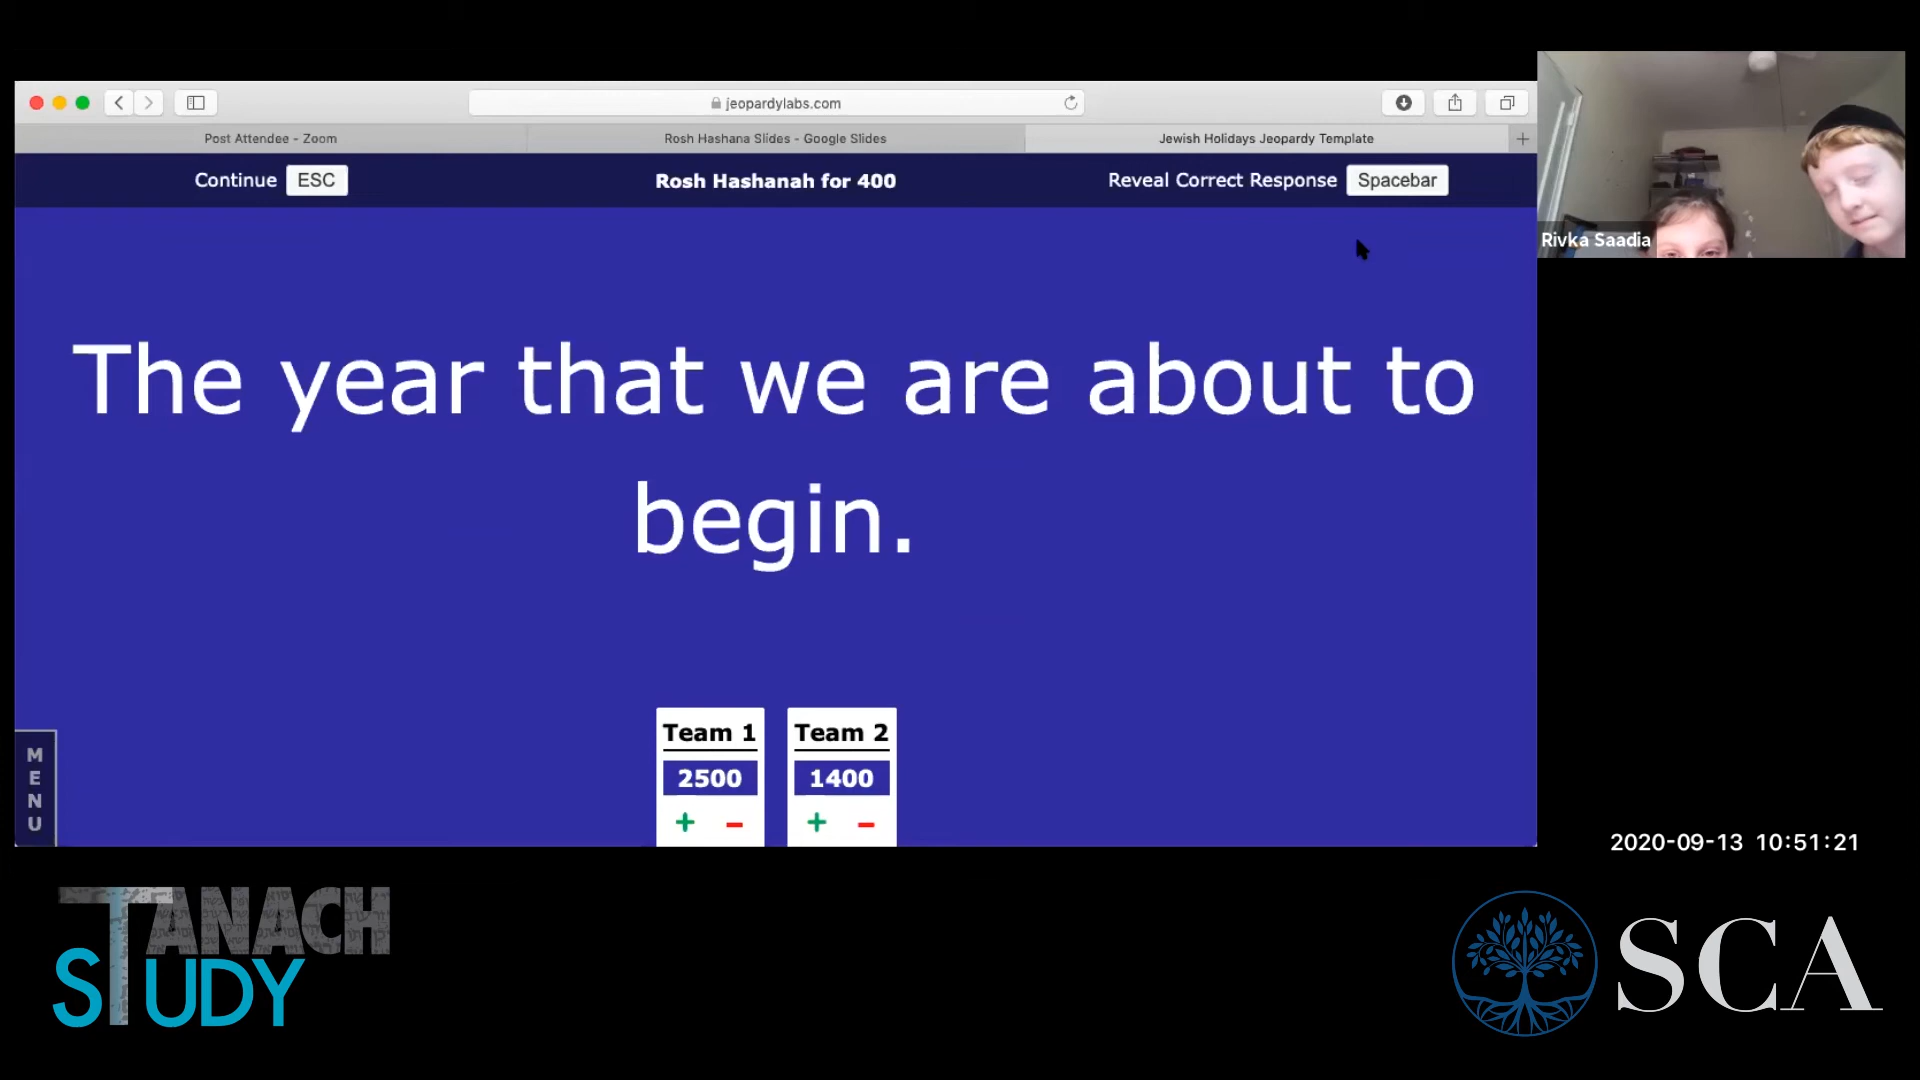 jeopardylabs.com
Post Attendee - Zoom
Rosh Hashana Slides - Google Slides
Jewish Holidays Jeopardy Template
Continue ESC
Rosh Hashanah for 400
Reveal Correct Response Spacebar
Rivka Saadia
The year that we are about to
begin.
Team 1
2500
+ −
Team 2
1400
+ −
MENU
2020-09-13 10:51:21
TANACH
STUDY
SCA